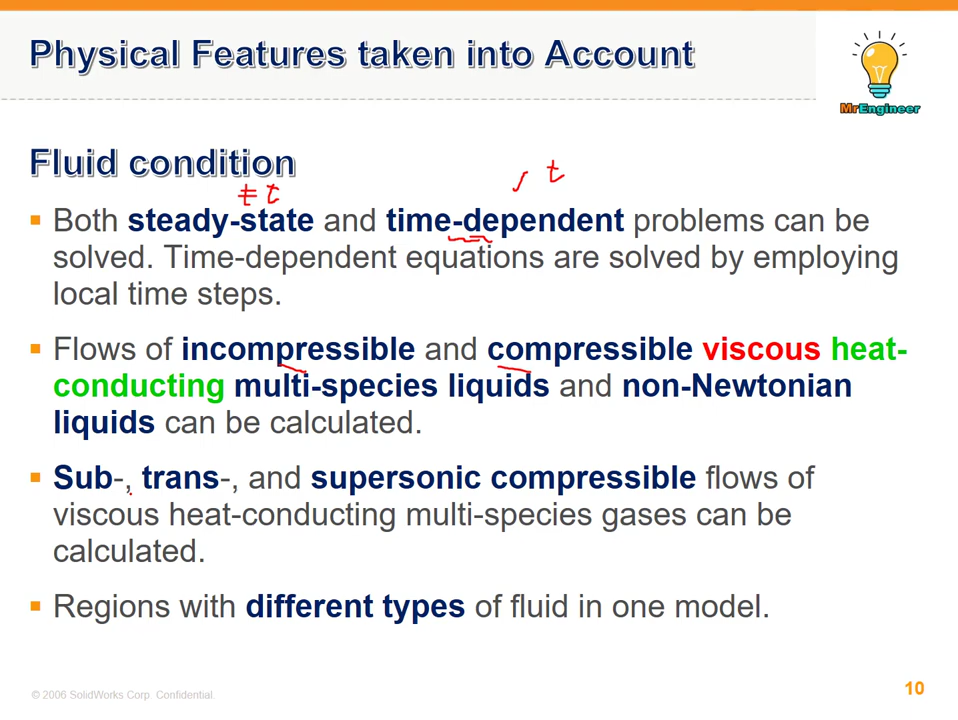 Physical Features taken into Account
MrEngineer
Fluid condition
≠ t
∫ t
Both steady-state and time-dependent problems can be
solved. Time-dependent equations are solved by employing
local time steps.
Flows of incompressible and compressible viscous heat-
conducting multi-species liquids and non-Newtonian
liquids can be calculated.
Sub-, trans-, and supersonic compressible flows of
viscous heat-conducting multi-species gases can be
calculated.
Regions with different types of fluid in one model.
© 2006 SolidWorks Corp. Confidential
10